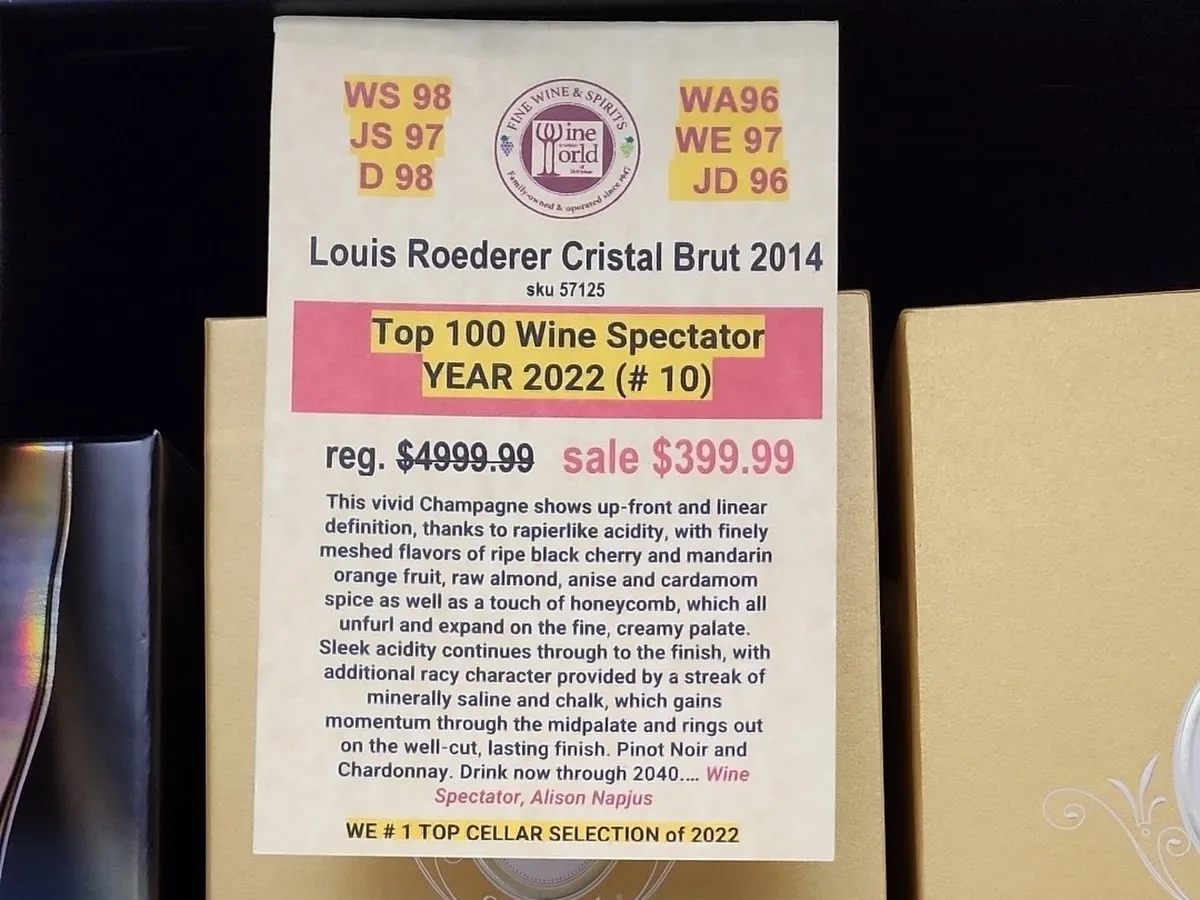 WS 98
JS 97
D 98
FINE WINE & SPIRITS
Wine
World
Family-owned & operated since 1947
WA96
WE 97
JD 96
Louis Roederer Cristal Brut 2014
sku 57125
Top 100 Wine Spectator
YEAR 2022 (# 10)
reg. $4999.99 sale $399.99
This vivid Champagne shows up-front and linear
definition, thanks to rapierlike acidity, with finely
meshed flavors of ripe black cherry and mandarin
orange fruit, raw almond, anise and cardamom
spice as well as a touch of honeycomb, which all
unfurl and expand on the fine, creamy palate.
Sleek acidity continues through to the finish, with
additional racy character provided by a streak of
minerally saline and chalk, which gains
momentum through the midpalate and rings out
on the well-cut, lasting finish. Pinot Noir and
Chardonnay. Drink now through 2040.... Wine
Spectator, Alison Napjus
WE # 1 TOP CELLAR SELECTION of 2022